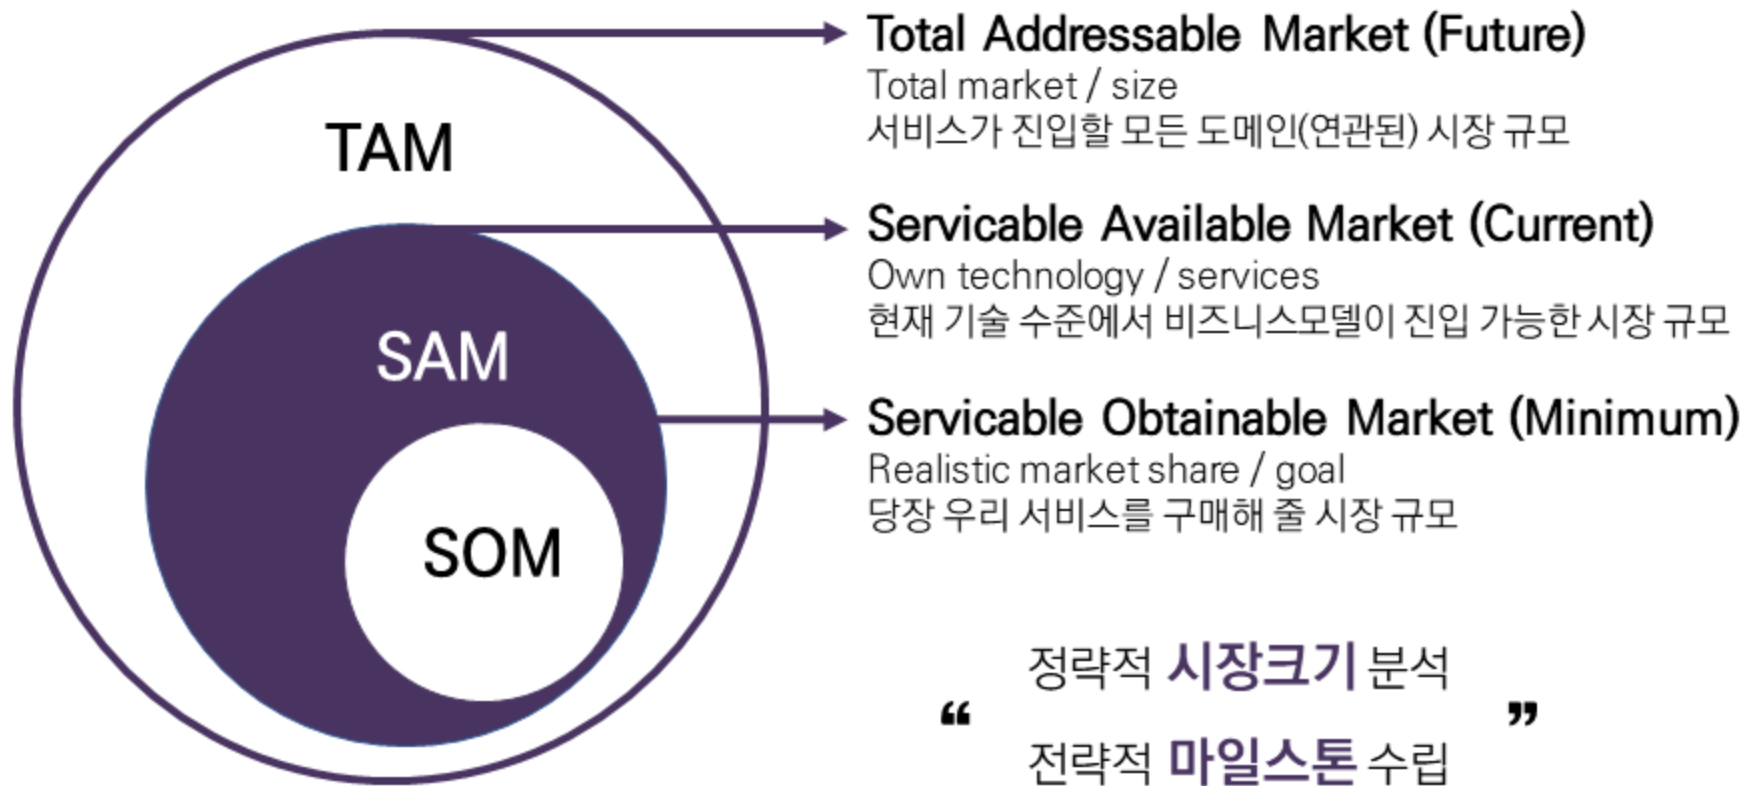 TAM
SAM
SOM
Total Addressable Market (Future)
Total market / size
서비스가 진입할 모든 도메인(연관된) 시장 규모
Servicable Available Market (Current)
Own technology / services
현재 기술 수준에서 비즈니스모델이 진입 가능한 시장 규모
Servicable Obtainable Market (Minimum)
Realistic market share / goal
당장 우리 서비스를 구매해 줄 시장 규모
“ 정략적 시장크기 분석
전략적 마일스톤 수립 ”